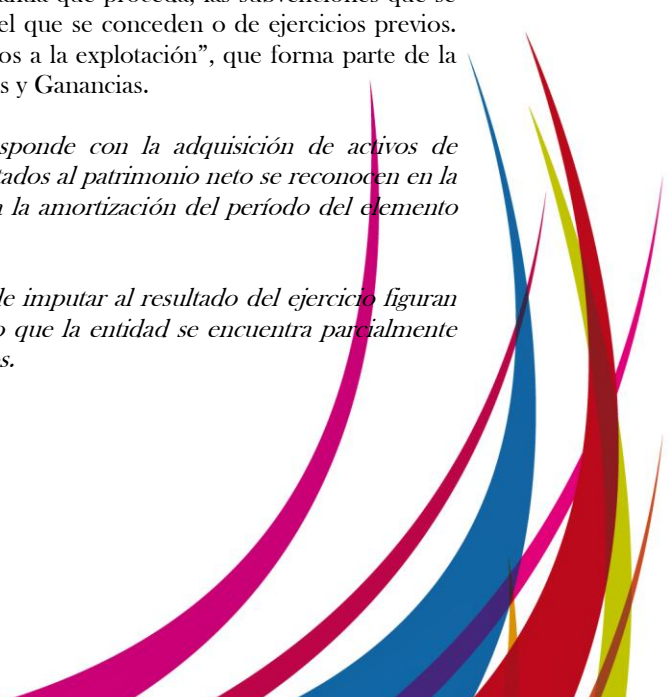 que proceda, las subvenciones que se
el que se conceden o de ejercicios previos.
os a la explotación”, que forma parte de la
s y Ganancias.
sponde con la adquisición de activos de
tados al patrimonio neto se reconocen en la
la amortización del período del elemento
de imputar al resultado del ejercicio figuran
o que la entidad se encuentra parcialmente
os.